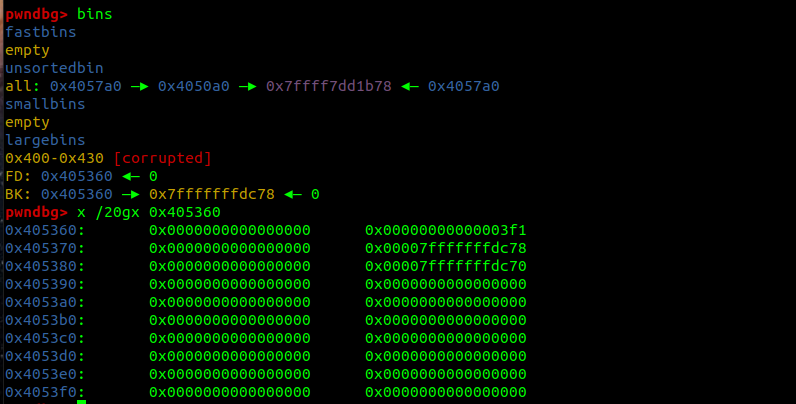 pwndbg> bins
fastbins
empty
unsortedbin
all: 0x4057a0 —▸ 0x4050a0 —▸ 0x7ffff7dd1b78 ◂— 0x4057a0
smallbins
empty
largebins
0x400-0x430 [corrupted]
FD: 0x405360 ◂— 0
BK: 0x405360 —▸ 0x7fffffffdc78 ◂— 0
pwndbg> x /20gx 0x405360
0x405360: 0x0000000000000000 0x00000000000003f1
0x405370: 0x0000000000000000 0x00007fffffffdc78
0x405380: 0x0000000000000000 0x00007fffffffdc70
0x405390: 0x0000000000000000 0x0000000000000000
0x4053a0: 0x0000000000000000 0x0000000000000000
0x4053b0: 0x0000000000000000 0x0000000000000000
0x4053c0: 0x0000000000000000 0x0000000000000000
0x4053d0: 0x0000000000000000 0x0000000000000000
0x4053e0: 0x0000000000000000 0x0000000000000000
0x4053f0: 0x0000000000000000 0x0000000000000000